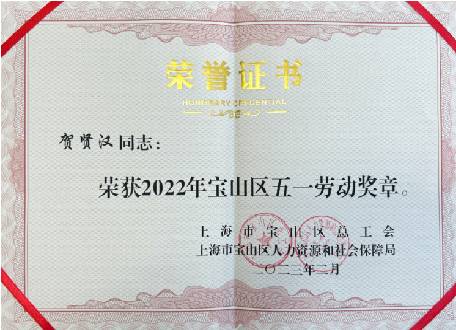 荣誉证书
HONORARY CREDENTIAL
贺贤汉同志：
荣获2022年宝山区五一劳动奖章。
上海市宝山区总工会
上海市宝山区人力资源和社会保障局
二〇二二年二月